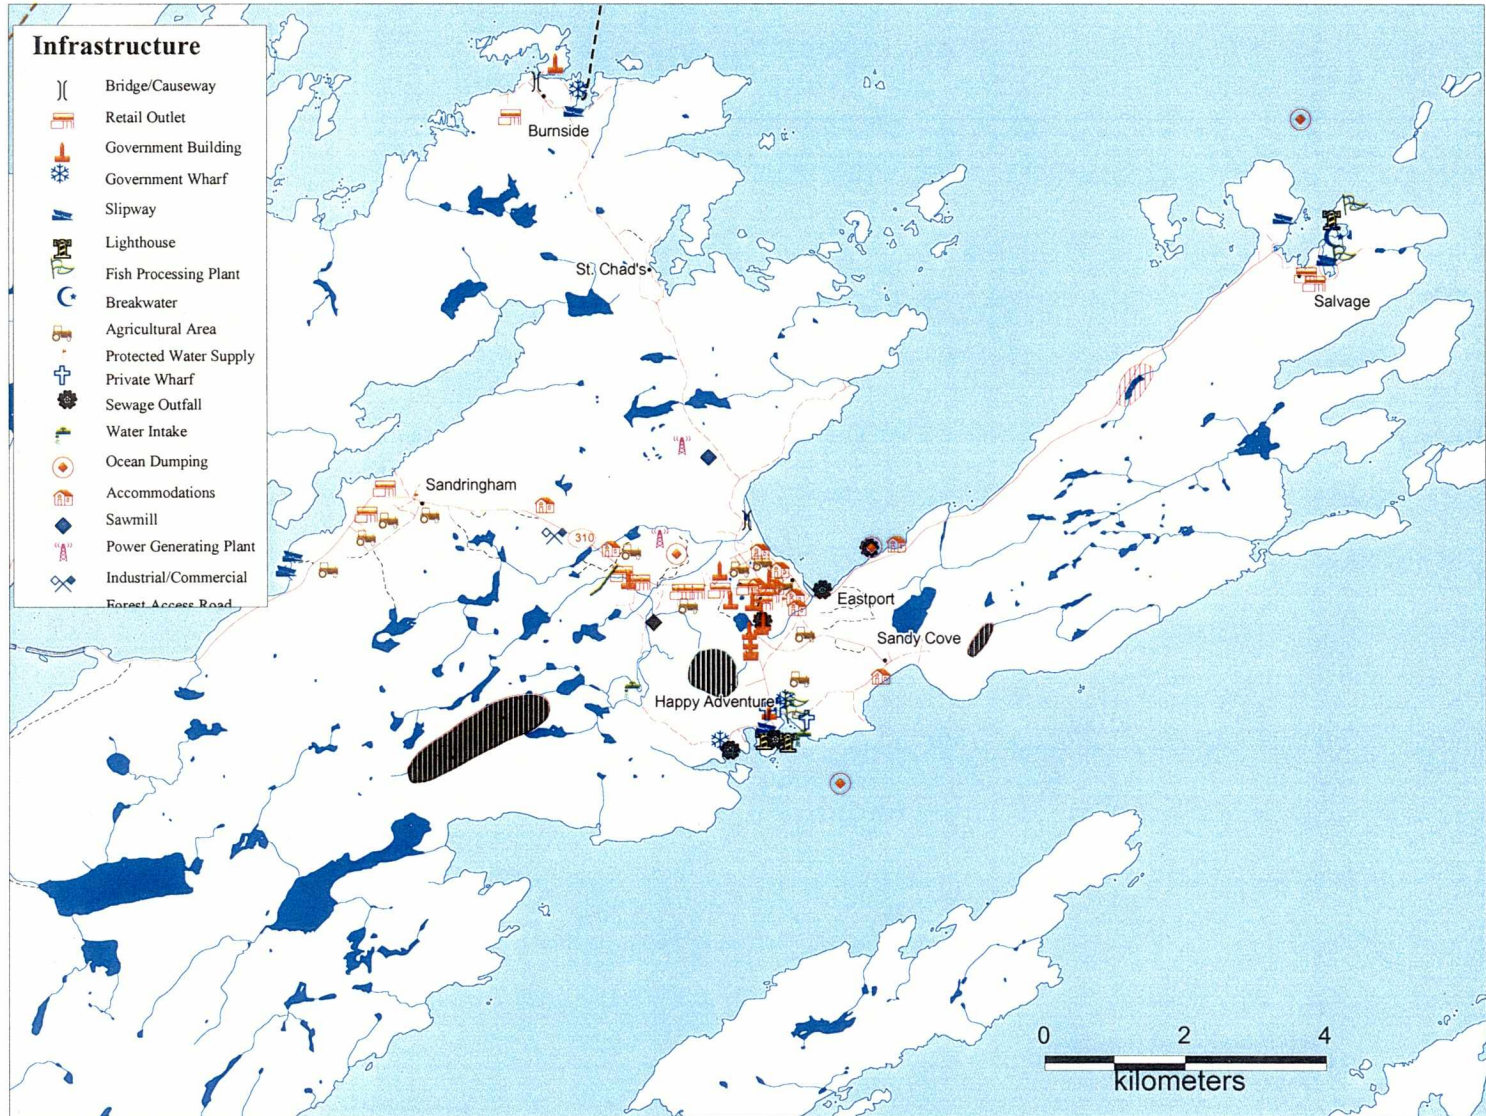 Infrastructure
Bridge/Causeway
Retail Outlet
Government Building
Government Wharf
Slipway
Lighthouse
Fish Processing Plant
Breakwater
Agricultural Area
Protected Water Supply
Private Wharf
Sewage Outfall
Water Intake
Ocean Dumping
Accommodations
Sawmill
Power Generating Plant
Industrial/Commercial
Forest Access Road
Burnside
St. Chad's
Salvage
Sandringham
310
Eastport
Sandy Cove
Happy Adventure
0 2 4
kilometers